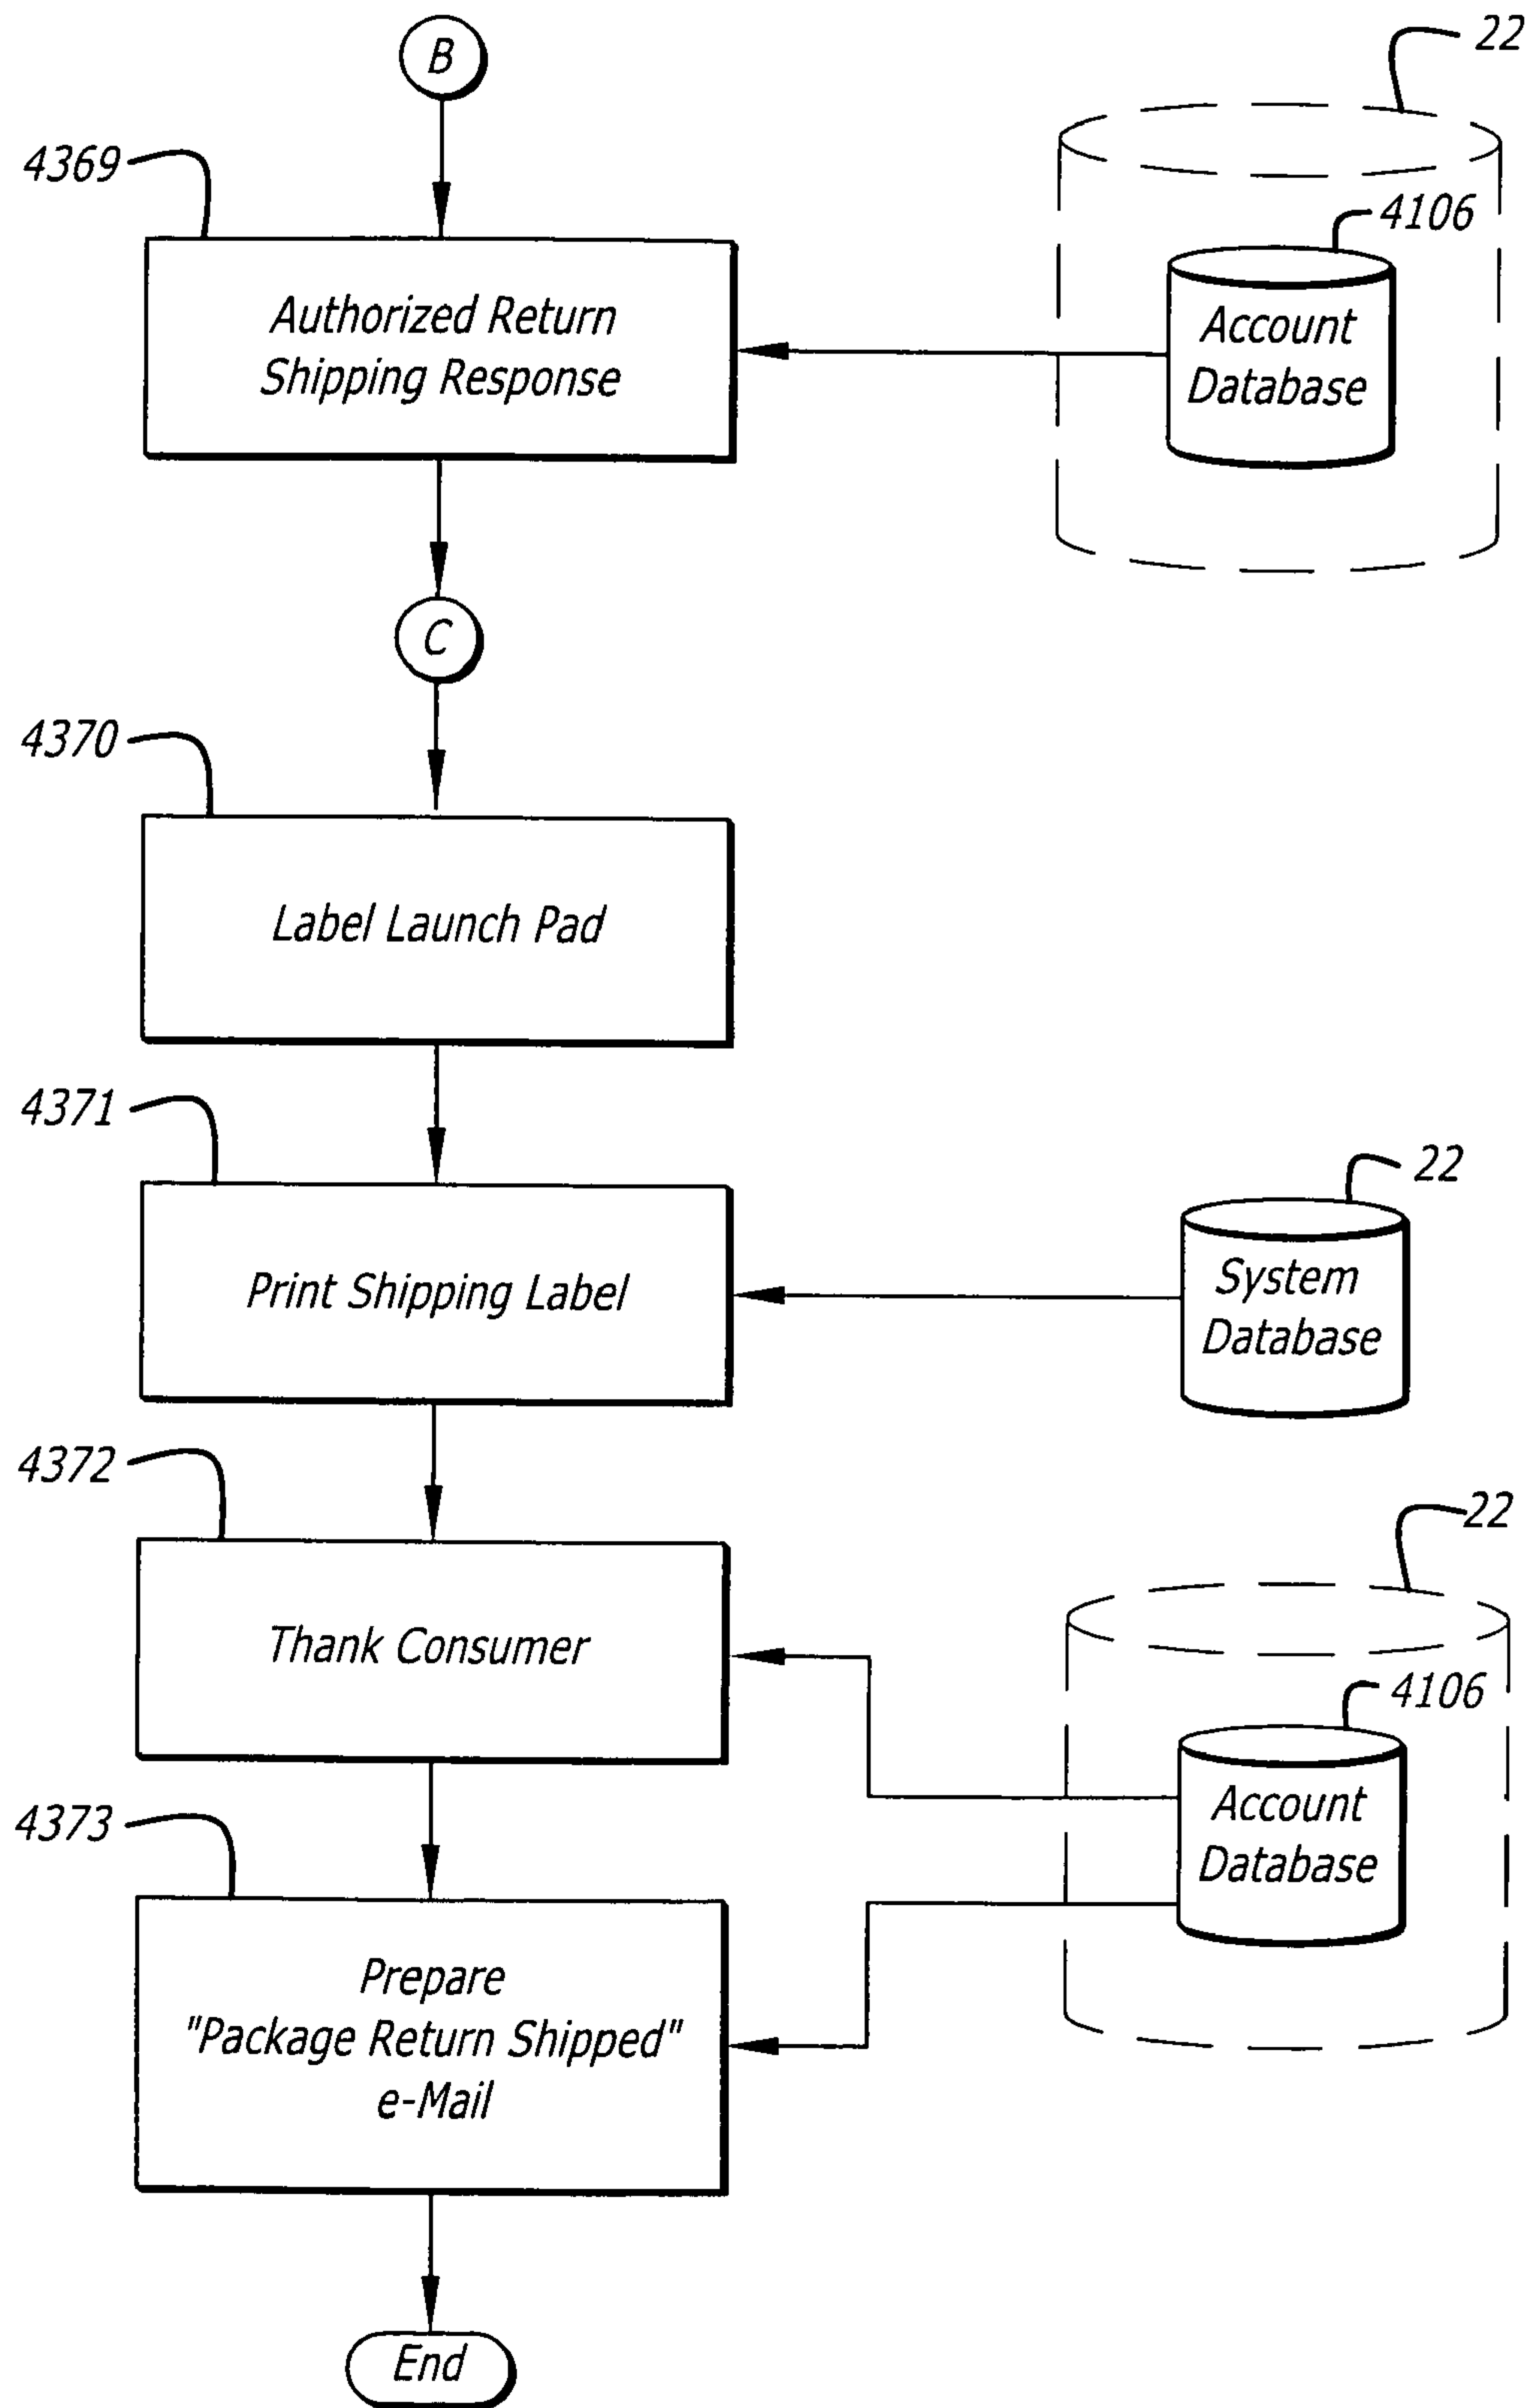 B
22
4369
4106
Authorized Return
Shipping Response
Account
Database
C
4370
Label Launch Pad
4371
22
Print Shipping Label
System
Database
4372
22
Thank Consumer
4106
4373
Account
Database
Prepare
"Package Return Shipped"
e-Mail
End